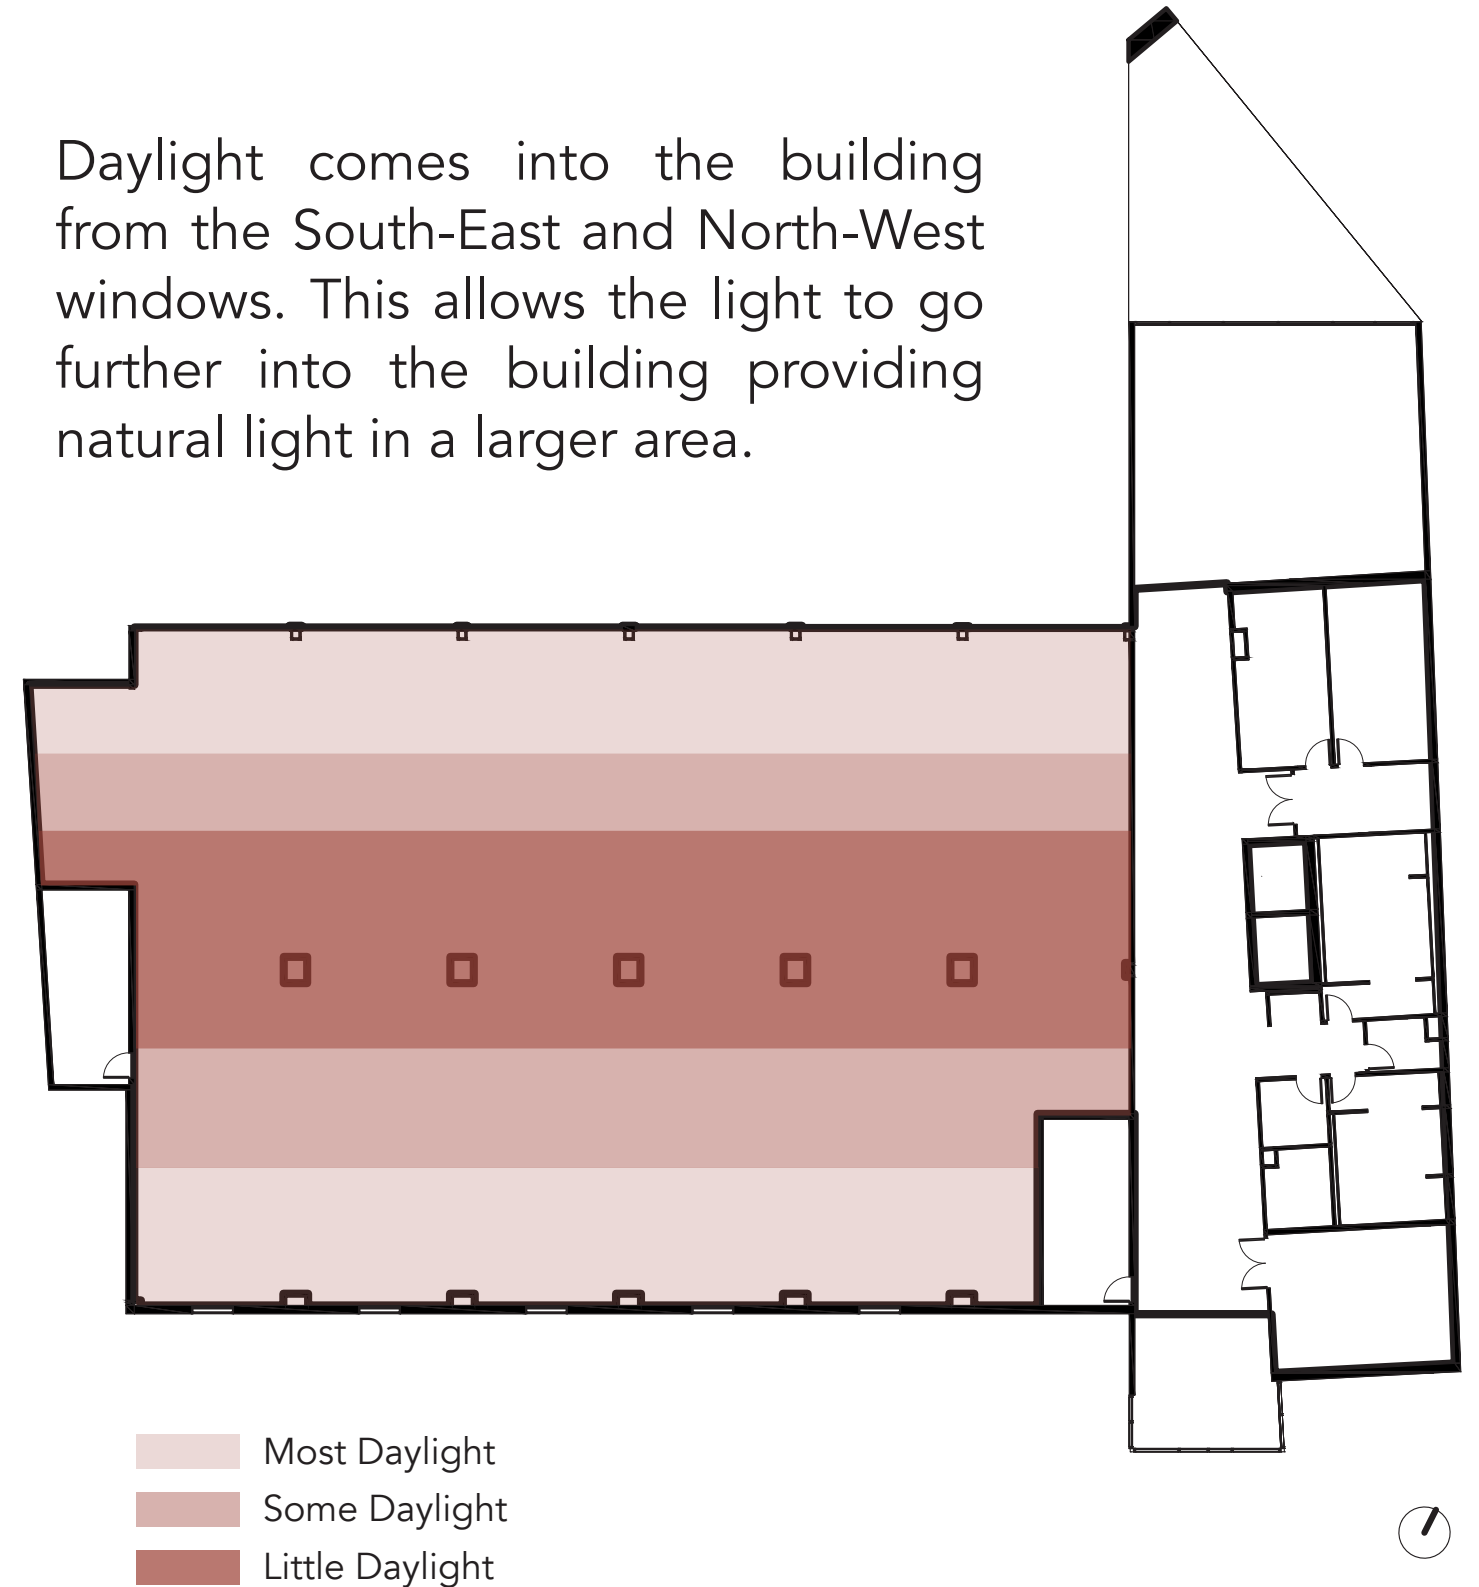 Daylight comes into the building
from the South-East and North-West
windows. This allows the light to go
further into the building providing
natural light in a larger area.
Most Daylight
Some Daylight
Little Daylight